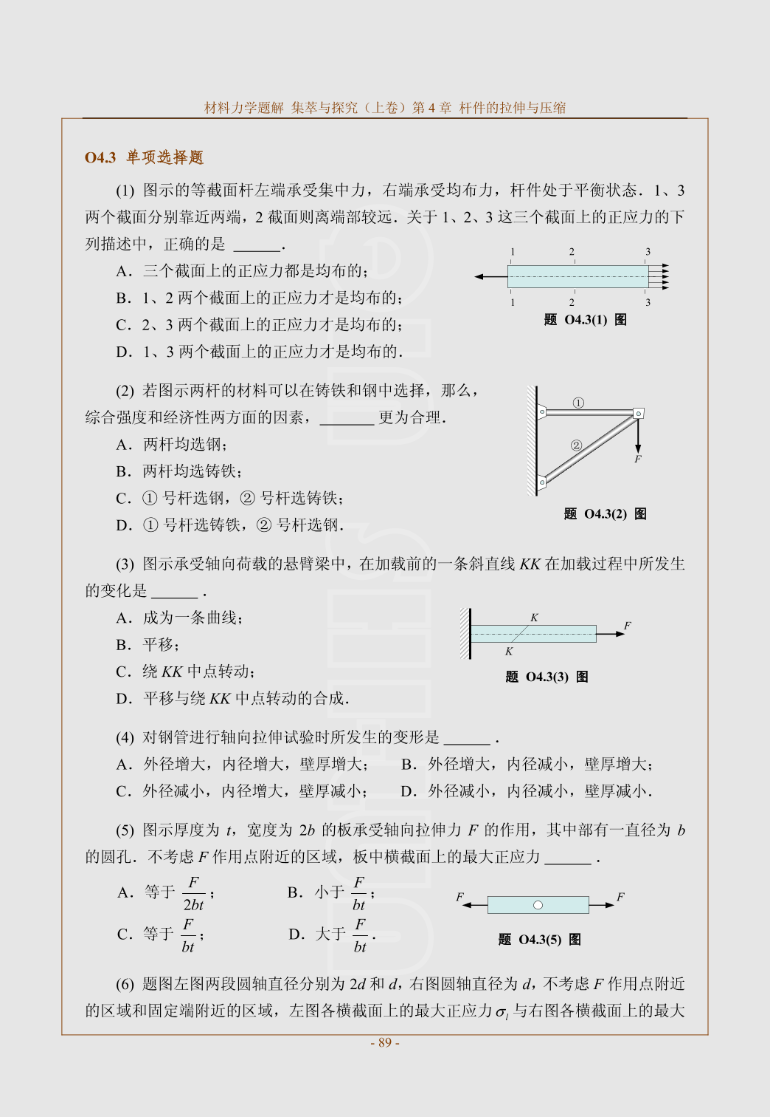 材料力学题解 集萃与探究（上卷）第 4 章 杆件的拉伸与压缩
O4.3 单项选择题
(1) 图示的等截面杆左端承受集中力，右端承受均布力，杆件处于平衡状态．1、3
两个截面分别靠近两端，2 截面则离端部较远．关于 1、2、3 这三个截面上的正应力的下
列描述中，正确的是 ______．
A．三个截面上的正应力都是均布的；
B．1、2 两个截面上的正应力才是均布的；
C．2、3 两个截面上的正应力才是均布的；
D．1、3 两个截面上的正应力才是均布的．
1 2 3
1 2 3
题 O4.3(1) 图
(2) 若图示两杆的材料可以在铸铁和钢中选择，那么，
综合强度和经济性两方面的因素，_______ 更为合理．
A．两杆均选钢；
B．两杆均选铸铁；
C．① 号杆选钢，② 号杆选铸铁；
D．① 号杆选铸铁，② 号杆选钢．
①
②
F
题 O4.3(2) 图
(3) 图示承受轴向荷载的悬臂梁中，在加载前的一条斜直线 KK 在加载过程中所发生
的变化是 ______ ．
A．成为一条曲线；
B．平移；
C．绕 KK 中点转动；
D．平移与绕 KK 中点转动的合成．
K
F
K
题 O4.3(3) 图
(4) 对钢管进行轴向拉伸试验时所发生的变形是 ______ ．
A．外径增大，内径增大，壁厚增大； B．外径增大，内径减小，壁厚增大；
C．外径减小，内径增大，壁厚减小； D．外径减小，内径减小，壁厚减小．
(5) 图示厚度为 t，宽度为 2b 的板承受轴向拉伸力 F 的作用，其中部有一直径为 b
的圆孔．不考虑 F 作用点附近的区域，板中横截面上的最大正应力 ______ ．
A．等于 F/2bt； B．小于 F/bt；
C．等于 F/bt； D．大于 F/bt．
F F
题 O4.3(5) 图
(6) 题图左图两段圆轴直径分别为 2d 和 d，右图圆轴直径为 d，不考虑 F 作用点附近
的区域和固定端附近的区域，左图各横截面上的最大正应力 σl 与右图各横截面上的最大
- 89 -